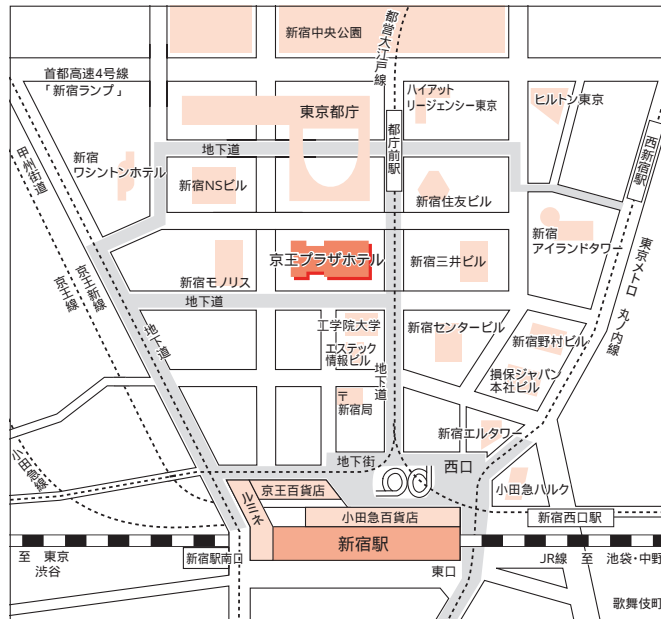 新宿中央公園
都営大江戸線
首都高速4号線
「新宿ランプ」
ハイアット
リージェンシー東京
ヒルトン東京
東京都庁
都庁前駅
西新宿駅
甲州街道
地下道
新宿
ワシントンホテル
新宿NSビル
新宿住友ビル
新宿
アイランドタワー
京王プラザホテル
新宿三井ビル
新宿モノリス
京王新線
京王線
地下道
東京メトロ 丸ノ内線
地下道
工学院大学
新宿センタービル
新宿野村ビル
エステック
情報ビル
地下道
損保ジャパン
本社ビル
〒
新宿局
新宿エルタワー
小田急線
地下街
西口
小田急ハルク
京王百貨店
ルミネ
小田急百貨店
新宿西口駅
新宿駅
至 東京
渋谷
新宿駅南口
東口
JR線 至 池袋・中野
歌舞伎町